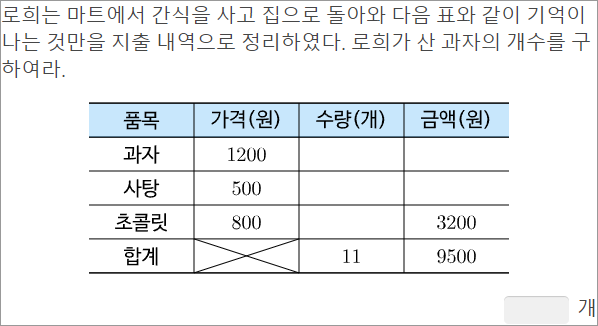 로희는 마트에서 간식을 사고 집으로 돌아와 다음 표와 같이 기억이
나는 것만을 지출 내역으로 정리하였다. 로희가 산 과자의 개수를 구
하여라.
품목 가격(원) 수량(개) 금액(원)
과자 1200
사탕 500
초콜릿 800 3200
합계 11 9500
개